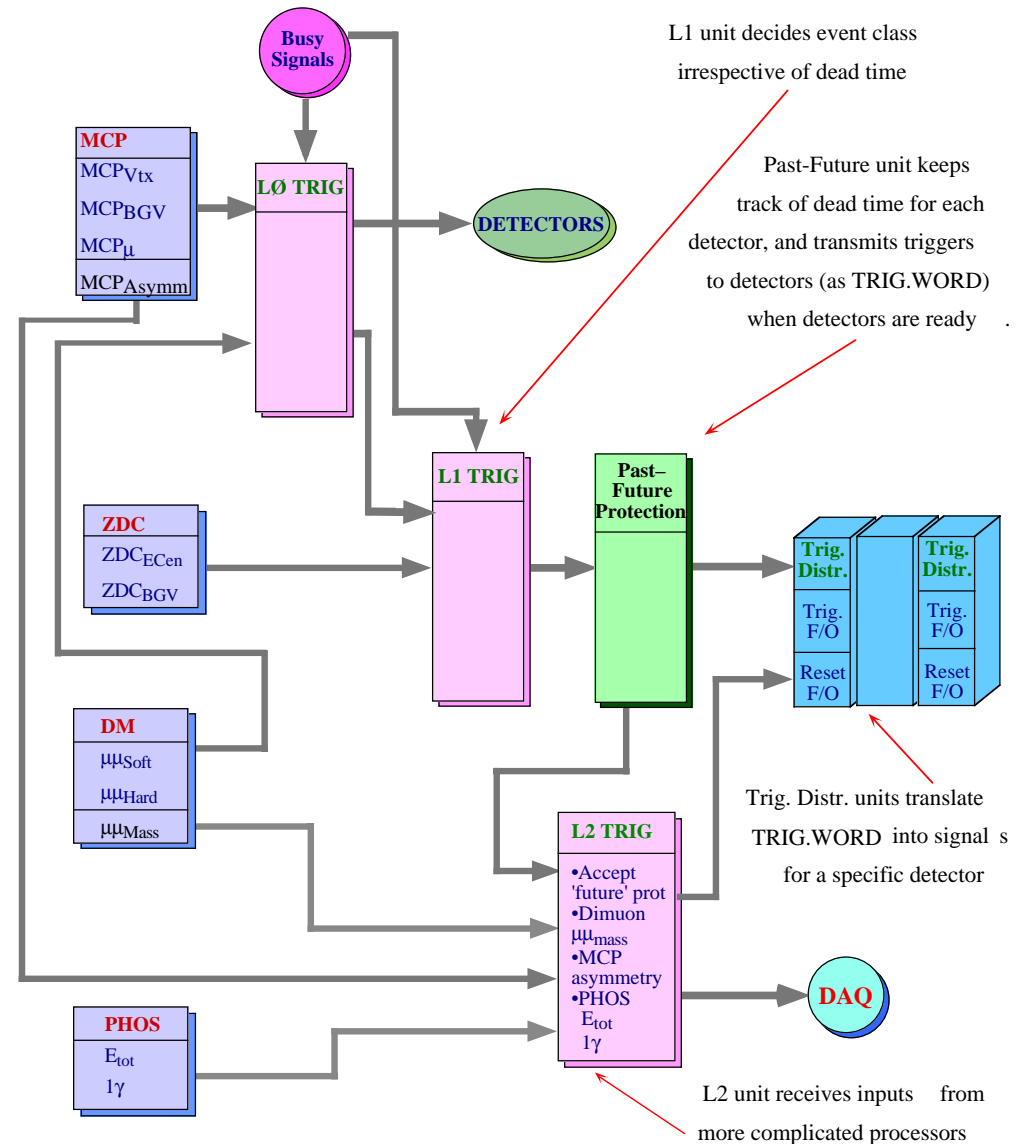 Busy
Signals
L1 unit decides event class
irrespective of dead time
MCP
MCPVtx
MCPBGV
MCPμ
MCPAsymm
LØ TRIG
DETECTORS
Past-Future unit keeps
track of dead time for each
detector, and transmits triggers
to detectors (as TRIG.WORD)
when detectors are ready .
L1 TRIG
Past–
Future
Protection
ZDC
ZDCECen
ZDCBGV
Trig.
Distr.
Trig.
F/O
Reset
F/O
Trig.
Distr.
Trig.
F/O
Reset
F/O
DM
μμSoft
μμHard
μμMass
L2 TRIG
•Accept
'future' prot
•Dimuon
μμmass
•MCP
asymmetry
•PHOS
Etot
1γ
Trig. Distr. units translate
TRIG.WORD into signal s
for a specific detector
DAQ
PHOS
Etot
1γ
L2 unit receives inputs from
more complicated processors